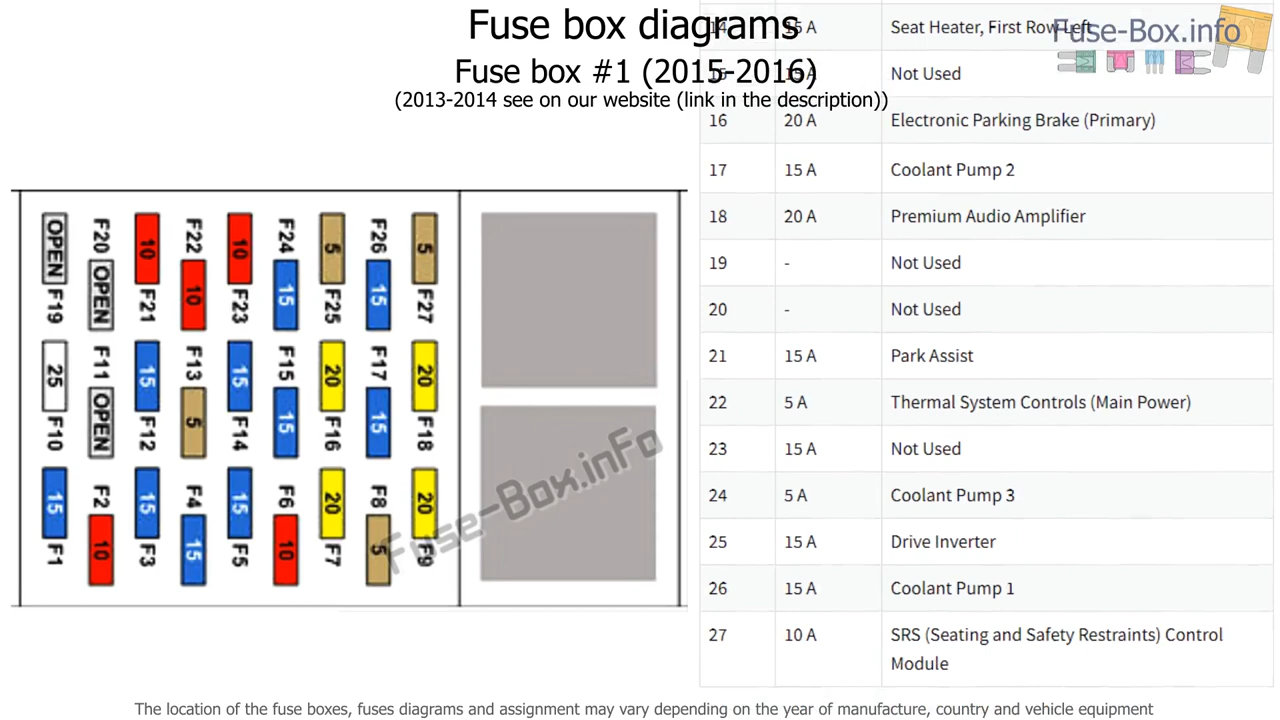 Fuse box diagrams
Fuse box #1 (2015-2016)
(2013-2014 see on our website (link in the description))
Fuse-Box.info
14 15 A Seat Heater, First Row Left
15 15 A Not Used
16 20 A Electronic Parking Brake (Primary)
17 15 A Coolant Pump 2
18 20 A Premium Audio Amplifier
19 - Not Used
20 - Not Used
21 15 A Park Assist
22 5 A Thermal System Controls (Main Power)
23 15 A Not Used
24 5 A Coolant Pump 3
25 15 A Drive Inverter
26 15 A Coolant Pump 1
27 10 A SRS (Seating and Safety Restraints) Control
Module
OPEN F20 10 F22 10 F24 5 F26 5
F19 OPEN F21 10 F23 15 F25 15 F27
25 F11 15 F13 15 F15 20 F17 20
F10 OPEN F12 5 F14 15 F16 15 F18
15 F2 15 F4 15 F6 20 F8 20
F1 10 F3 15 F5 10 F7 5 F9
Fuse-Box.inFo
The location of the fuse boxes, fuses diagrams and assignment may vary depending on the year of manufacture, country and vehicle equipment